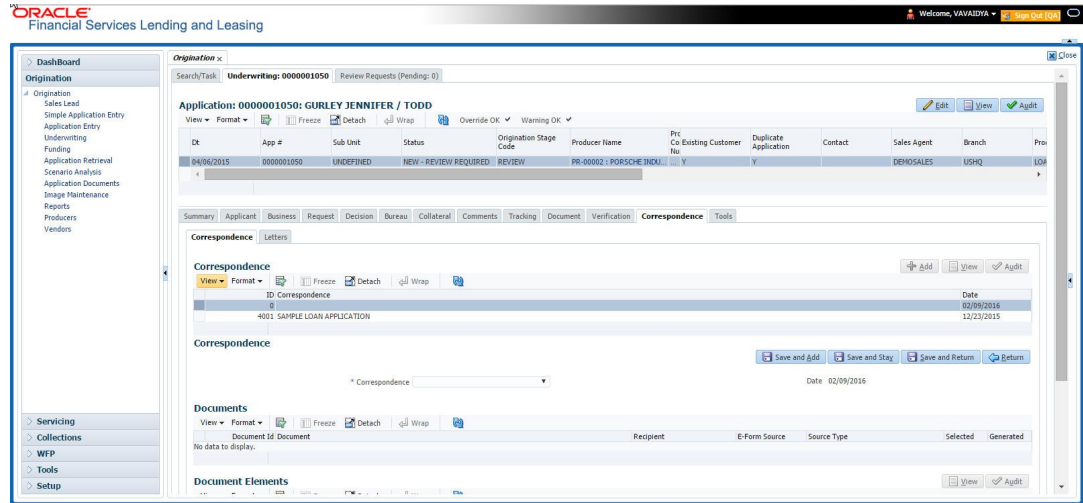 ORACLE
Financial Services Lending and Leasing
Welcome, VAVAIDYA
Sign Out [QA]
Close
DashBoard
Origination
Origination
Sales Lead
Simple Application Entry
Application Entry
Underwriting
Funding
Application Retrieval
Scenario Analysis
Application Documents
Image Maintenance
Reports
Producers
Vendors
Servicing
Collections
WFP
Tools
Setup
Origination x
Search/Task Underwriting: 0000001050 Review Requests (Pending: 0)
Application: 0000001050: GURLEY JENNIFER / TODD
Edit View Audit
View Format Freeze Detach Wrap Override OK Warning OK
Dt App # Sub Unit Status Origination Stage Code Producer Name Prc Co Nu Existing Customer Duplicate Application Contact Sales Agent Branch Pro
04/06/2015 0000001050 UNDEFINED NEW - REVIEW REQUIRED REVIEW PR-00002 : PORSCHE INDU... ... Y Y DEMOSALES USHQ LOA
Summary Applicant Business Request Decision Bureau Collateral Comments Tracking Document Verification Correspondence Tools
Correspondence Letters
Correspondence
Add View Audit
View Format Freeze Detach Wrap
ID Correspondence Date
0 02/09/2016
4001 SAMPLE LOAN APPLICATION 12/23/2015
Correspondence
Save and Add Save and Stay Save and Return Return
* Correspondence Date 02/09/2016
Documents
View Format Freeze Detach Wrap
Document Id Document Recipient E-Form Source Source Type Selected Generated
No data to display.
Document Elements
View Audit